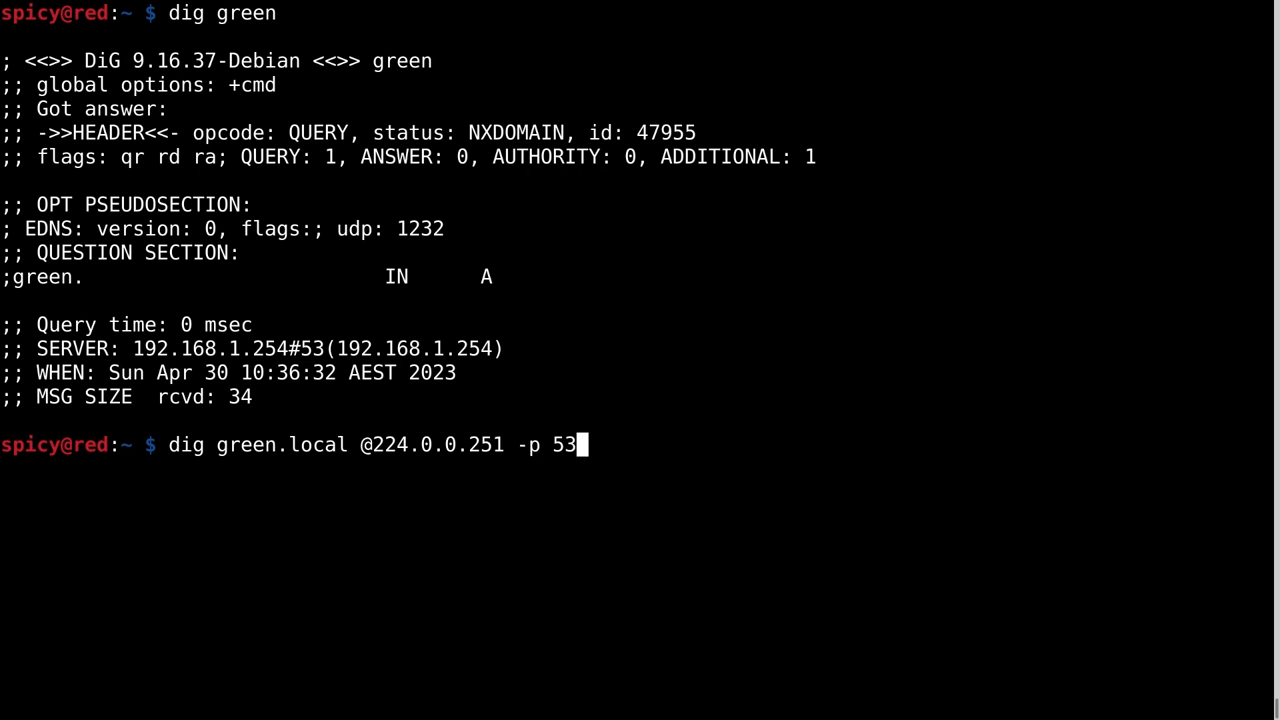 spicy@red:~ $ dig green
; <<>> DiG 9.16.37-Debian <<>> green
;; global options: +cmd
;; Got answer:
;; ->>HEADER<<- opcode: QUERY, status: NXDOMAIN, id: 47955
;; flags: qr rd ra; QUERY: 1, ANSWER: 0, AUTHORITY: 0, ADDITIONAL: 1
;; OPT PSEUDOSECTION:
; EDNS: version: 0, flags:; udp: 1232
;; QUESTION SECTION:
;green. IN A
;; Query time: 0 msec
;; SERVER: 192.168.1.254#53(192.168.1.254)
;; WHEN: Sun Apr 30 10:36:32 AEST 2023
;; MSG SIZE  rcvd: 34
spicy@red:~ $ dig green.local @224.0.0.251 -p 53